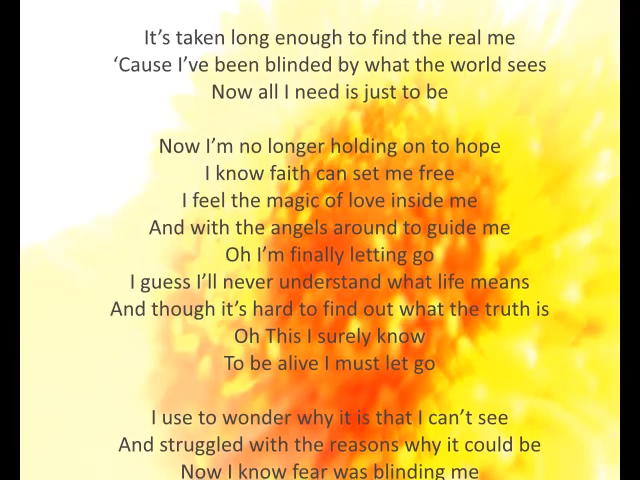 It’s taken long enough to find the real me
‘Cause I’ve been blinded by what the world sees
Now all I need is just to be
Now I’m no longer holding on to hope
I know faith can set me free
I feel the magic of love inside me
And with the angels around to guide me
Oh I’m finally letting go
I guess I’ll never understand what life means
And though it’s hard to find out what the truth is
Oh This I surely know
To be alive I must let go
I use to wonder why it is that I can’t see
And struggled with the reasons why it could be
Now I know fear was blinding me